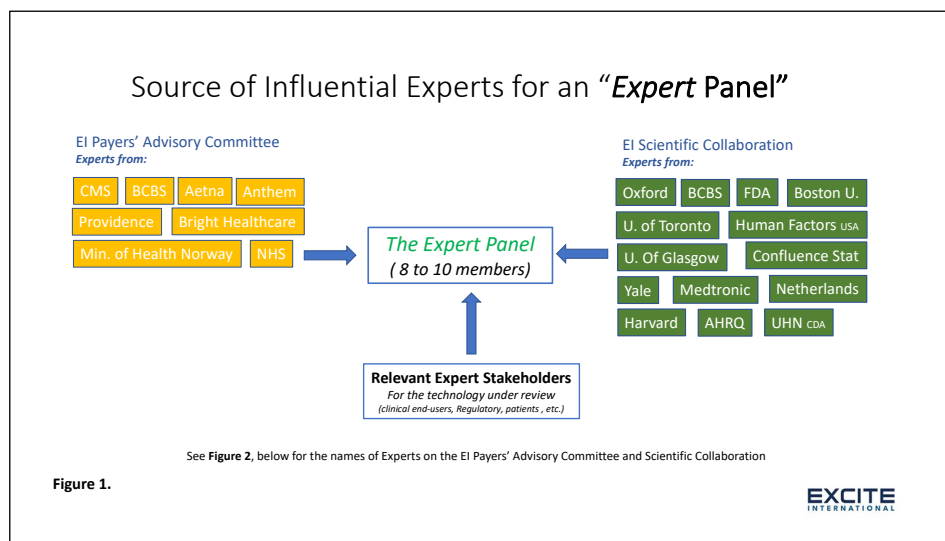 Source of Influential Experts for an “Expert Panel”
EI Payers’ Advisory Committee
Experts from:
CMS
BCBS
Aetna
Anthem
Providence
Bright Healthcare
Min. of Health Norway
NHS
The Expert Panel
( 8 to 10 members)
EI Scientific Collaboration
Experts from:
Oxford
BCBS
FDA
Boston U.
U. of Toronto
Human Factors USA
U. Of Glasgow
Confluence Stat
Yale
Medtronic
Netherlands
Harvard
AHRQ
UHN CDA
Relevant Expert Stakeholders
For the technology under review
(clinical end-users, Regulatory, patients , etc.)
See Figure 2, below for the names of Experts on the EI Payers’ Advisory Committee and Scientific Collaboration
Figure 1.
EXCITE
INTERNATIONAL